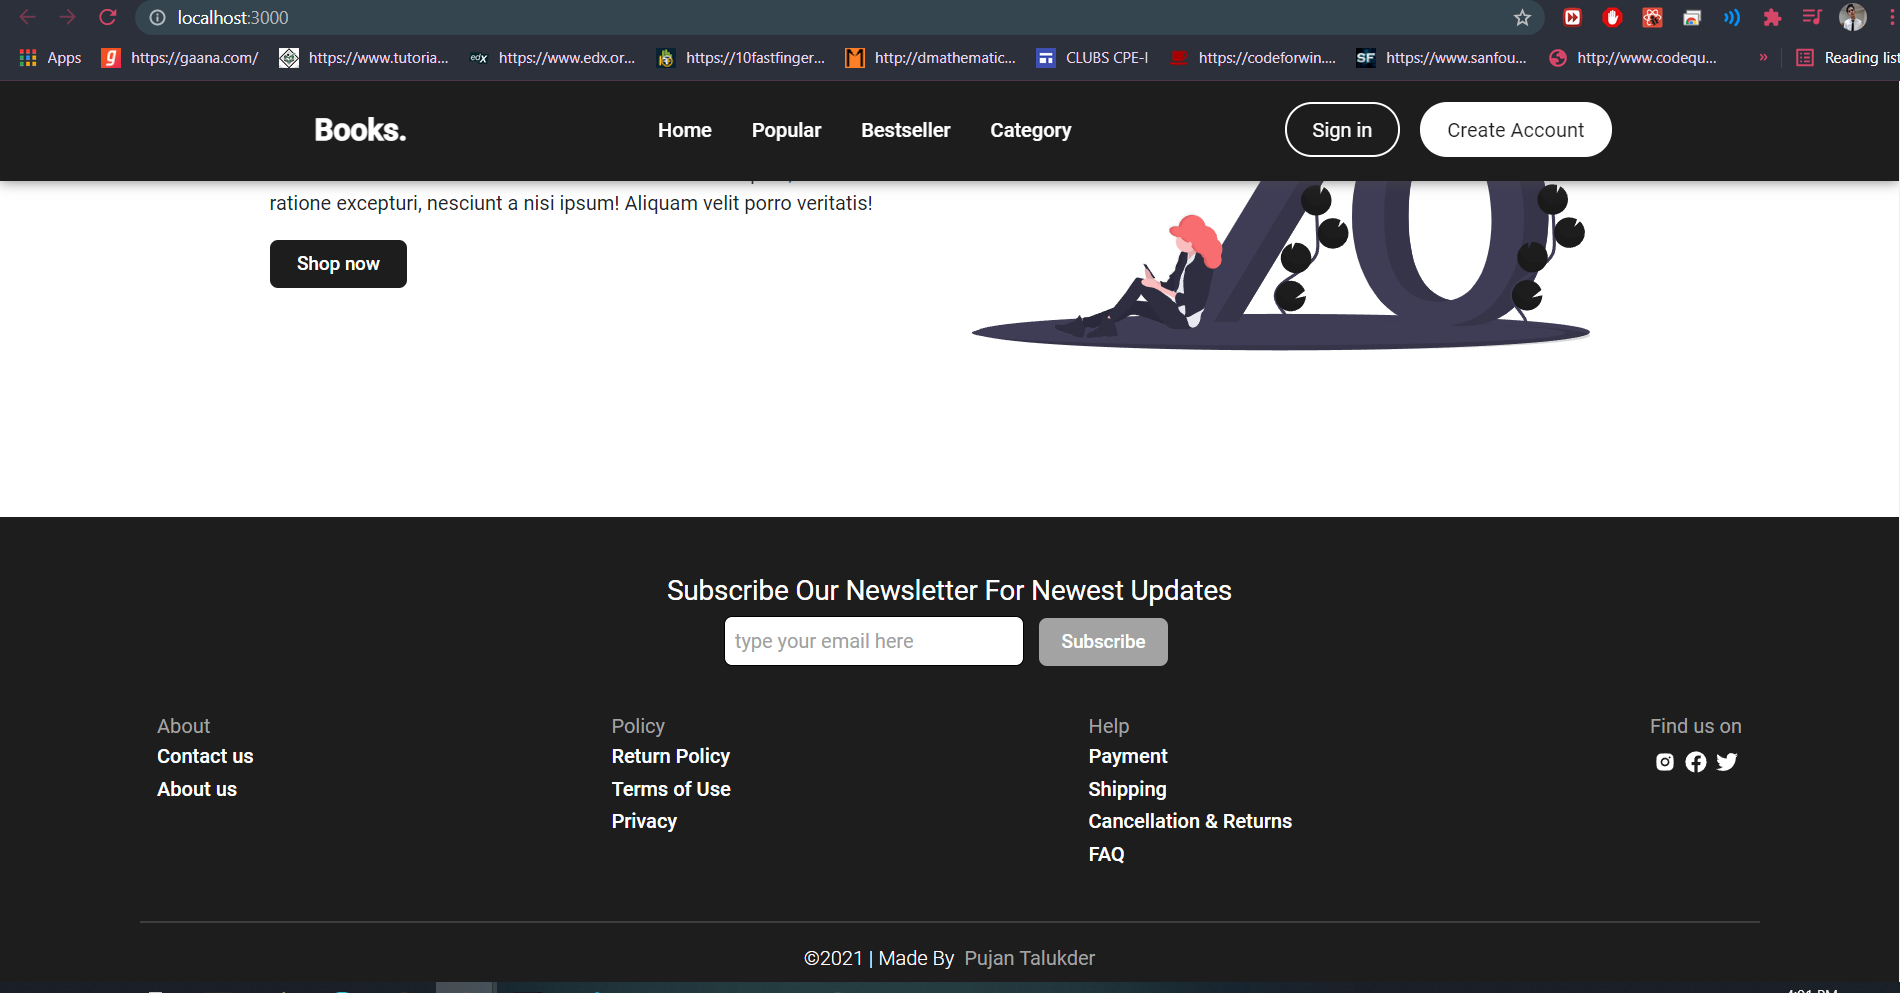 localhost:3000
Apps https://gaana.com/ https://www.tutoria... https://www.edx.or... https://10fastfinger... http://dmathematic... CLUBS CPE-I https://codeforwin.... https://www.sanfou... http://www.codequ... » Reading list
Books. Home Popular Bestseller Category Sign in Create Account
ratione excepturi, nesciunt a nisi ipsum! Aliquam velit porro veritatis!
Shop now
Subscribe Our Newsletter For Newest Updates
type your email here Subscribe
About
Contact us
About us
Policy
Return Policy
Terms of Use
Privacy
Help
Payment
Shipping
Cancellation & Returns
FAQ
Find us on
©2021 | Made By Pujan Talukder